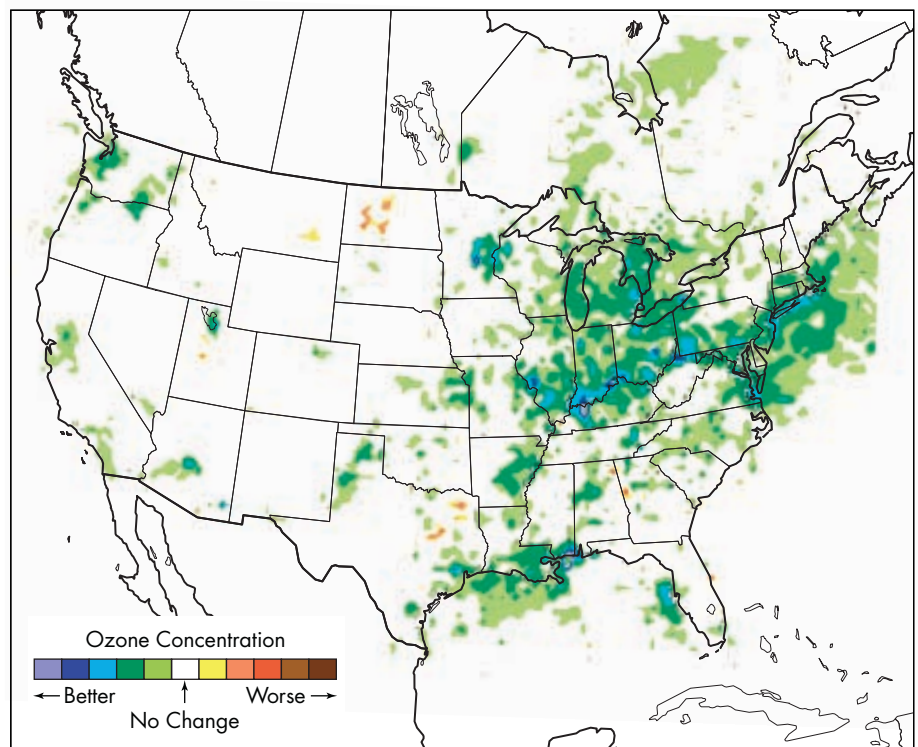 Ozone Concentration
← Better Worse →
No Change